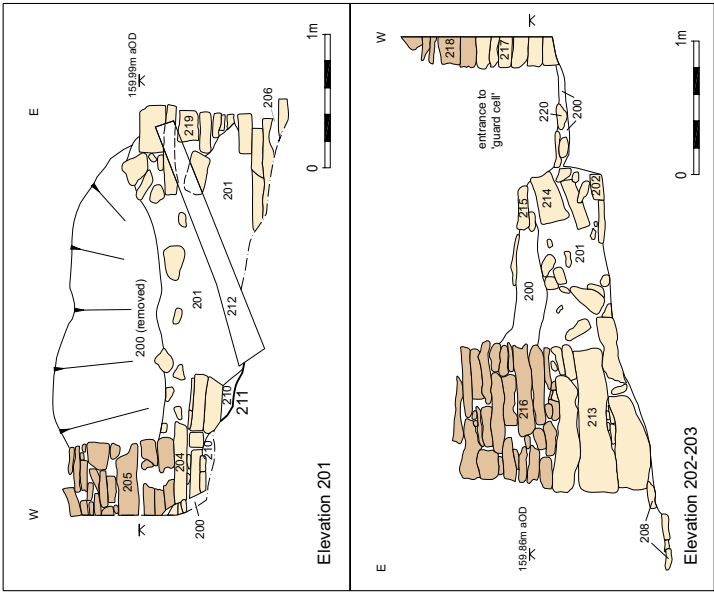 Elevation 201
W
E
159.99m aOD
0
1m
200 (removed)
205
204
210
210
211
200
201
212
201
219
206
Elevation 202-203
E
W
159.86m aOD
0
1m
216
213
208
200
215
214
201
202
220
200
217
218
entrance to
'guard cell'